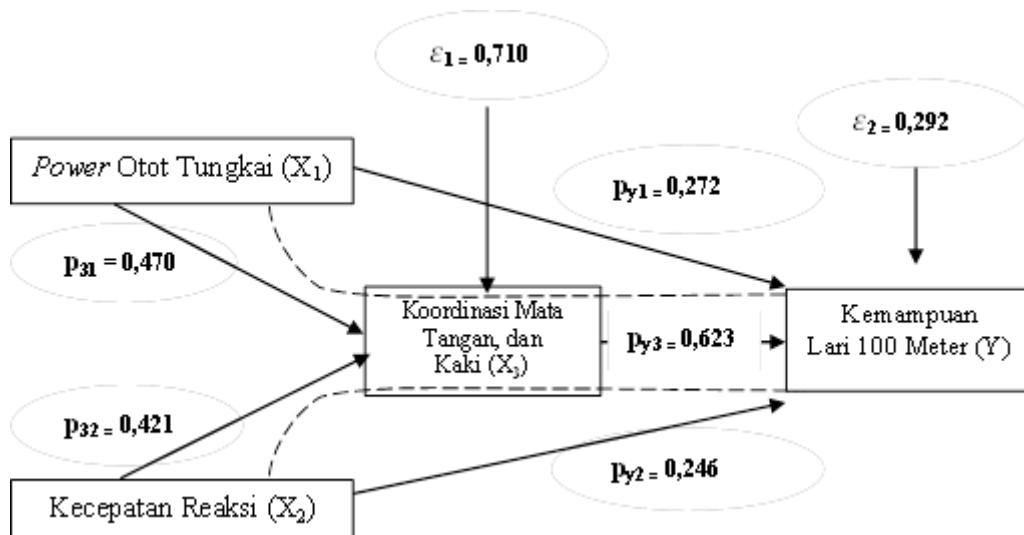 ε1 = 0,710
ε2 = 0,292
Power Otot Tungkai (X1)
py1 = 0,272
p31 = 0,470
Koordinasi Mata
Tangan, dan
Kaki (X3)
py3 = 0,623
Kemampuan
Lari 100 Meter (Y)
p32 = 0,421
py2 = 0,246
Kecepatan Reaksi (X2)